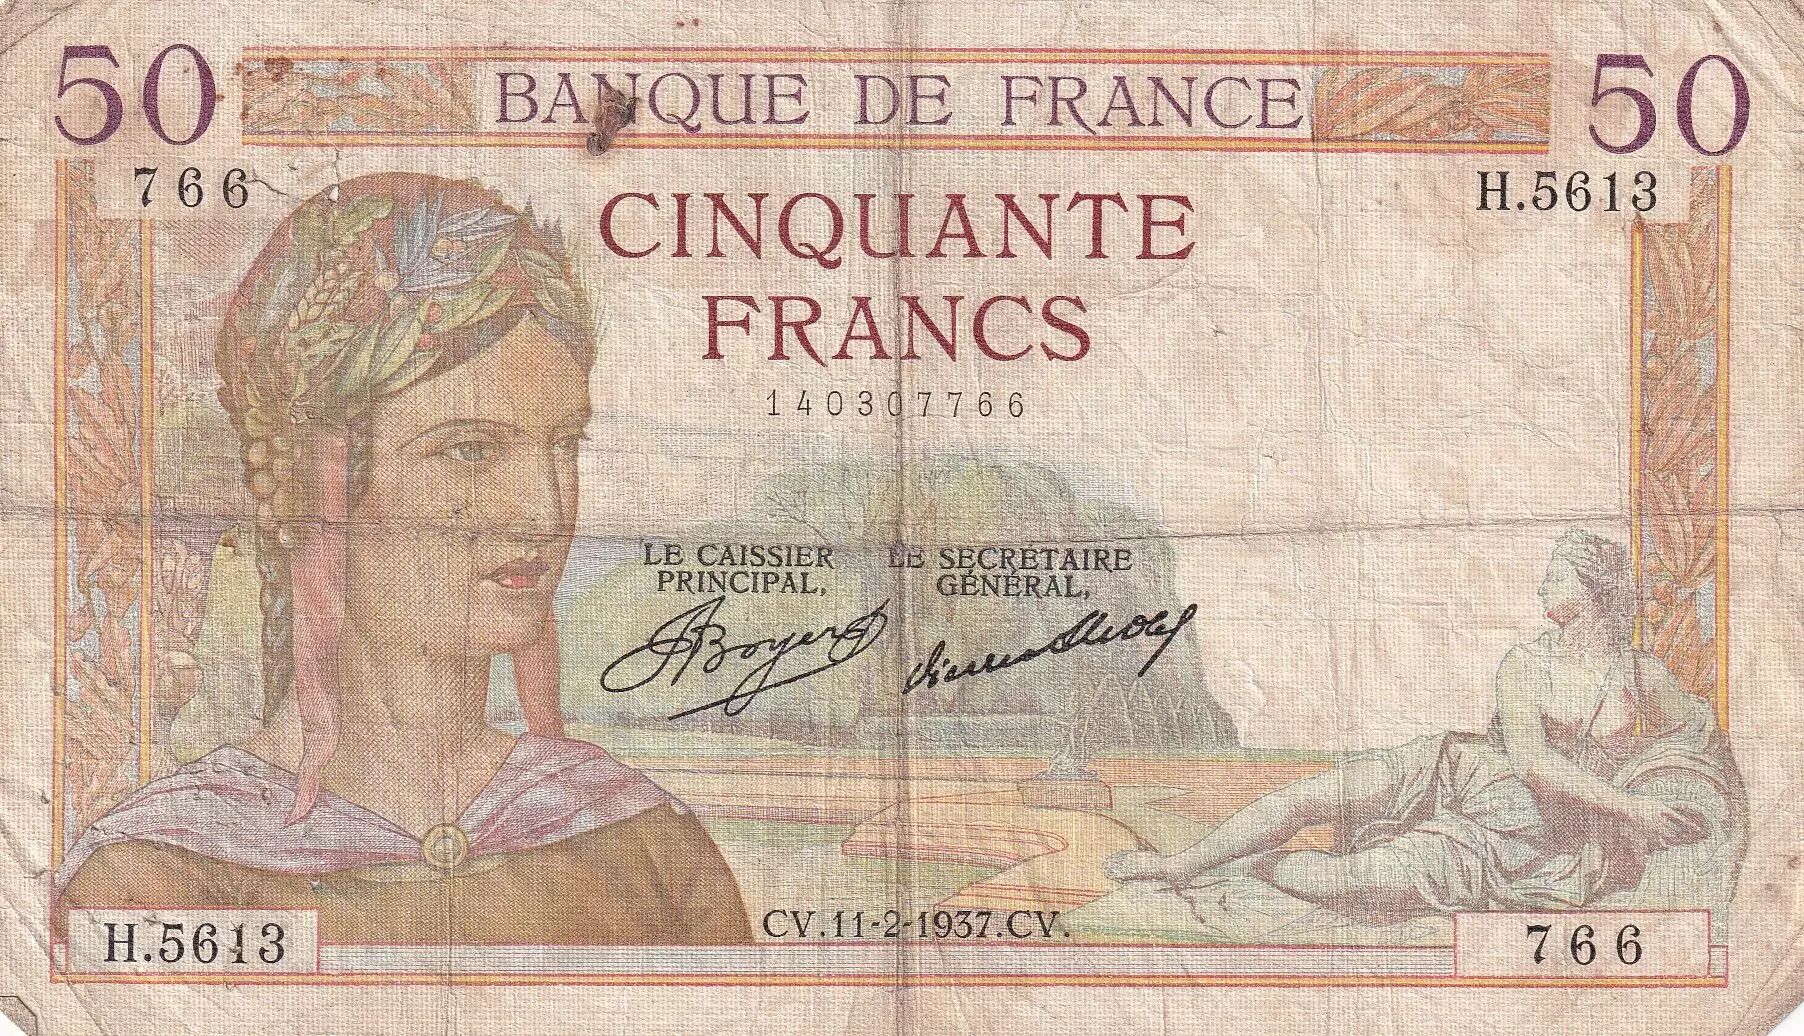 50 BANQUE DE FRANCE 50
766 H.5613
CINQUANTE
FRANCS
140307766
LE CAISSIER
PRINCIPAL,
LE SECRÉTAIRE
GÉNÉRAL,
CV.11-2-1937.CV.
H.5613 766